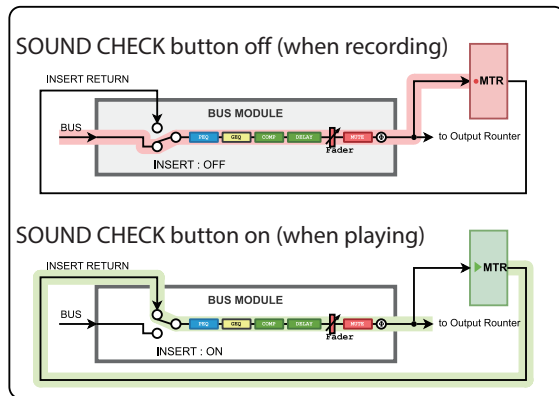 SOUND CHECK button off (when recording)
INSERT RETURN
MTR
BUS MODULE
BUS
PEQ GEQ COMP DELAY Fader MUTE Φ
to Output Rounter
INSERT : OFF
SOUND CHECK button on (when playing)
INSERT RETURN
MTR
BUS MODULE
BUS
PEQ GEQ COMP DELAY Fader MUTE Φ
to Output Rounter
INSERT : ON